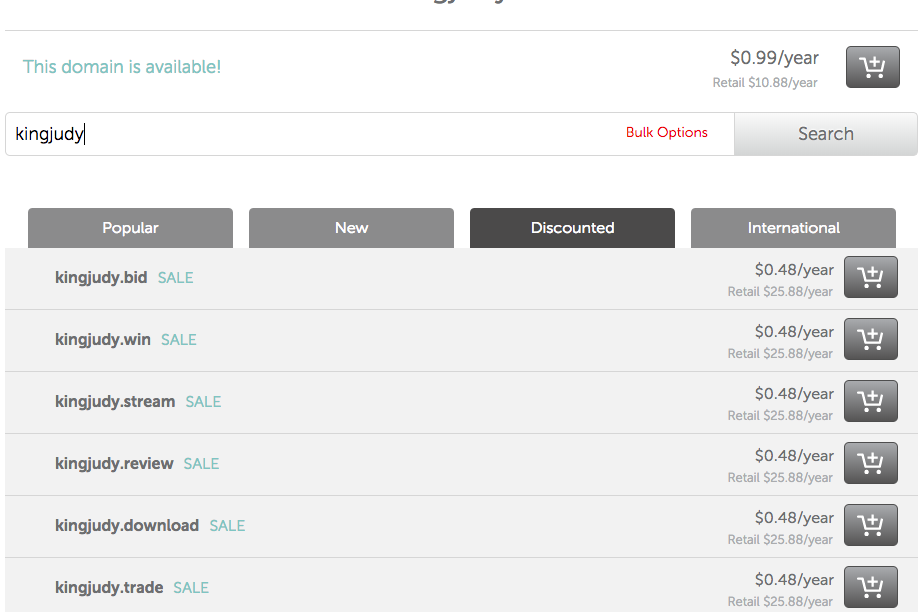 This domain is available!
$0.99/year
Retail $10.88/year
kingjudy
Bulk Options
Search
Popular
New
Discounted
International
kingjudy.bid SALE
$0.48/year
Retail $25.88/year
kingjudy.win SALE
$0.48/year
Retail $25.88/year
kingjudy.stream SALE
$0.48/year
Retail $25.88/year
kingjudy.review SALE
$0.48/year
Retail $25.88/year
kingjudy.download SALE
$0.48/year
Retail $25.88/year
kingjudy.trade SALE
$0.48/year
Retail $25.88/year